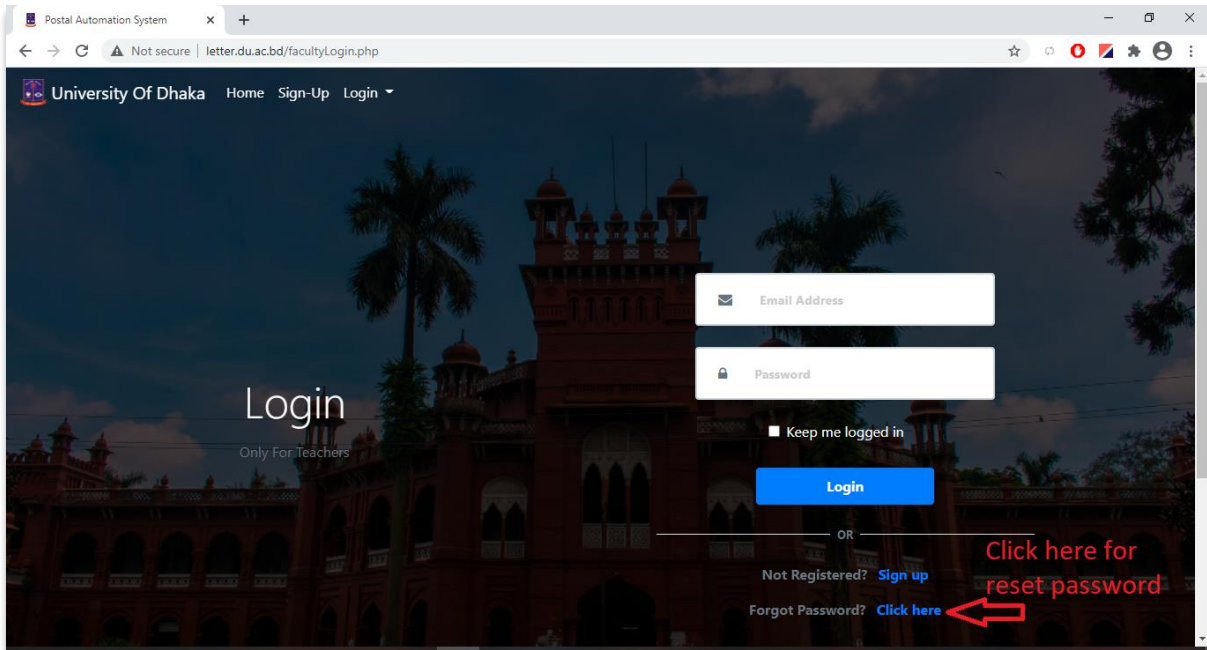 Postal Automation System
Not secure | letter.du.ac.bd/facultyLogin.php
University Of Dhaka Home Sign-Up Login
Email Address
Password
Login
Only For Teachers
Keep me logged in
Login
OR
Not Registered? Sign up
Forgot Password? Click here
Click here for
reset password